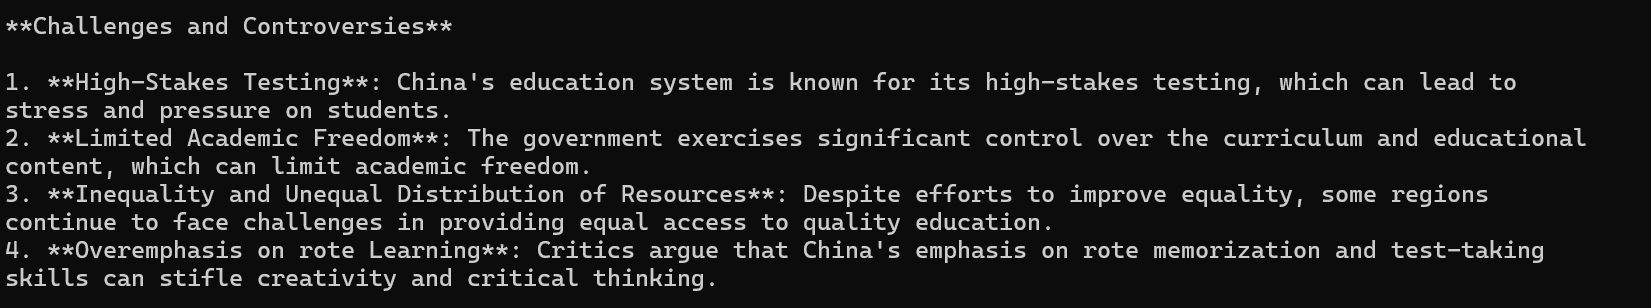 **Challenges and Controversies**
1. **High-Stakes Testing**: China's education system is known for its high-stakes testing, which can lead to
stress and pressure on students.
2. **Limited Academic Freedom**: The government exercises significant control over the curriculum and educational
content, which can limit academic freedom.
3. **Inequality and Unequal Distribution of Resources**: Despite efforts to improve equality, some regions
continue to face challenges in providing equal access to quality education.
4. **Overemphasis on rote Learning**: Critics argue that China's emphasis on rote memorization and test-taking
skills can stifle creativity and critical thinking.